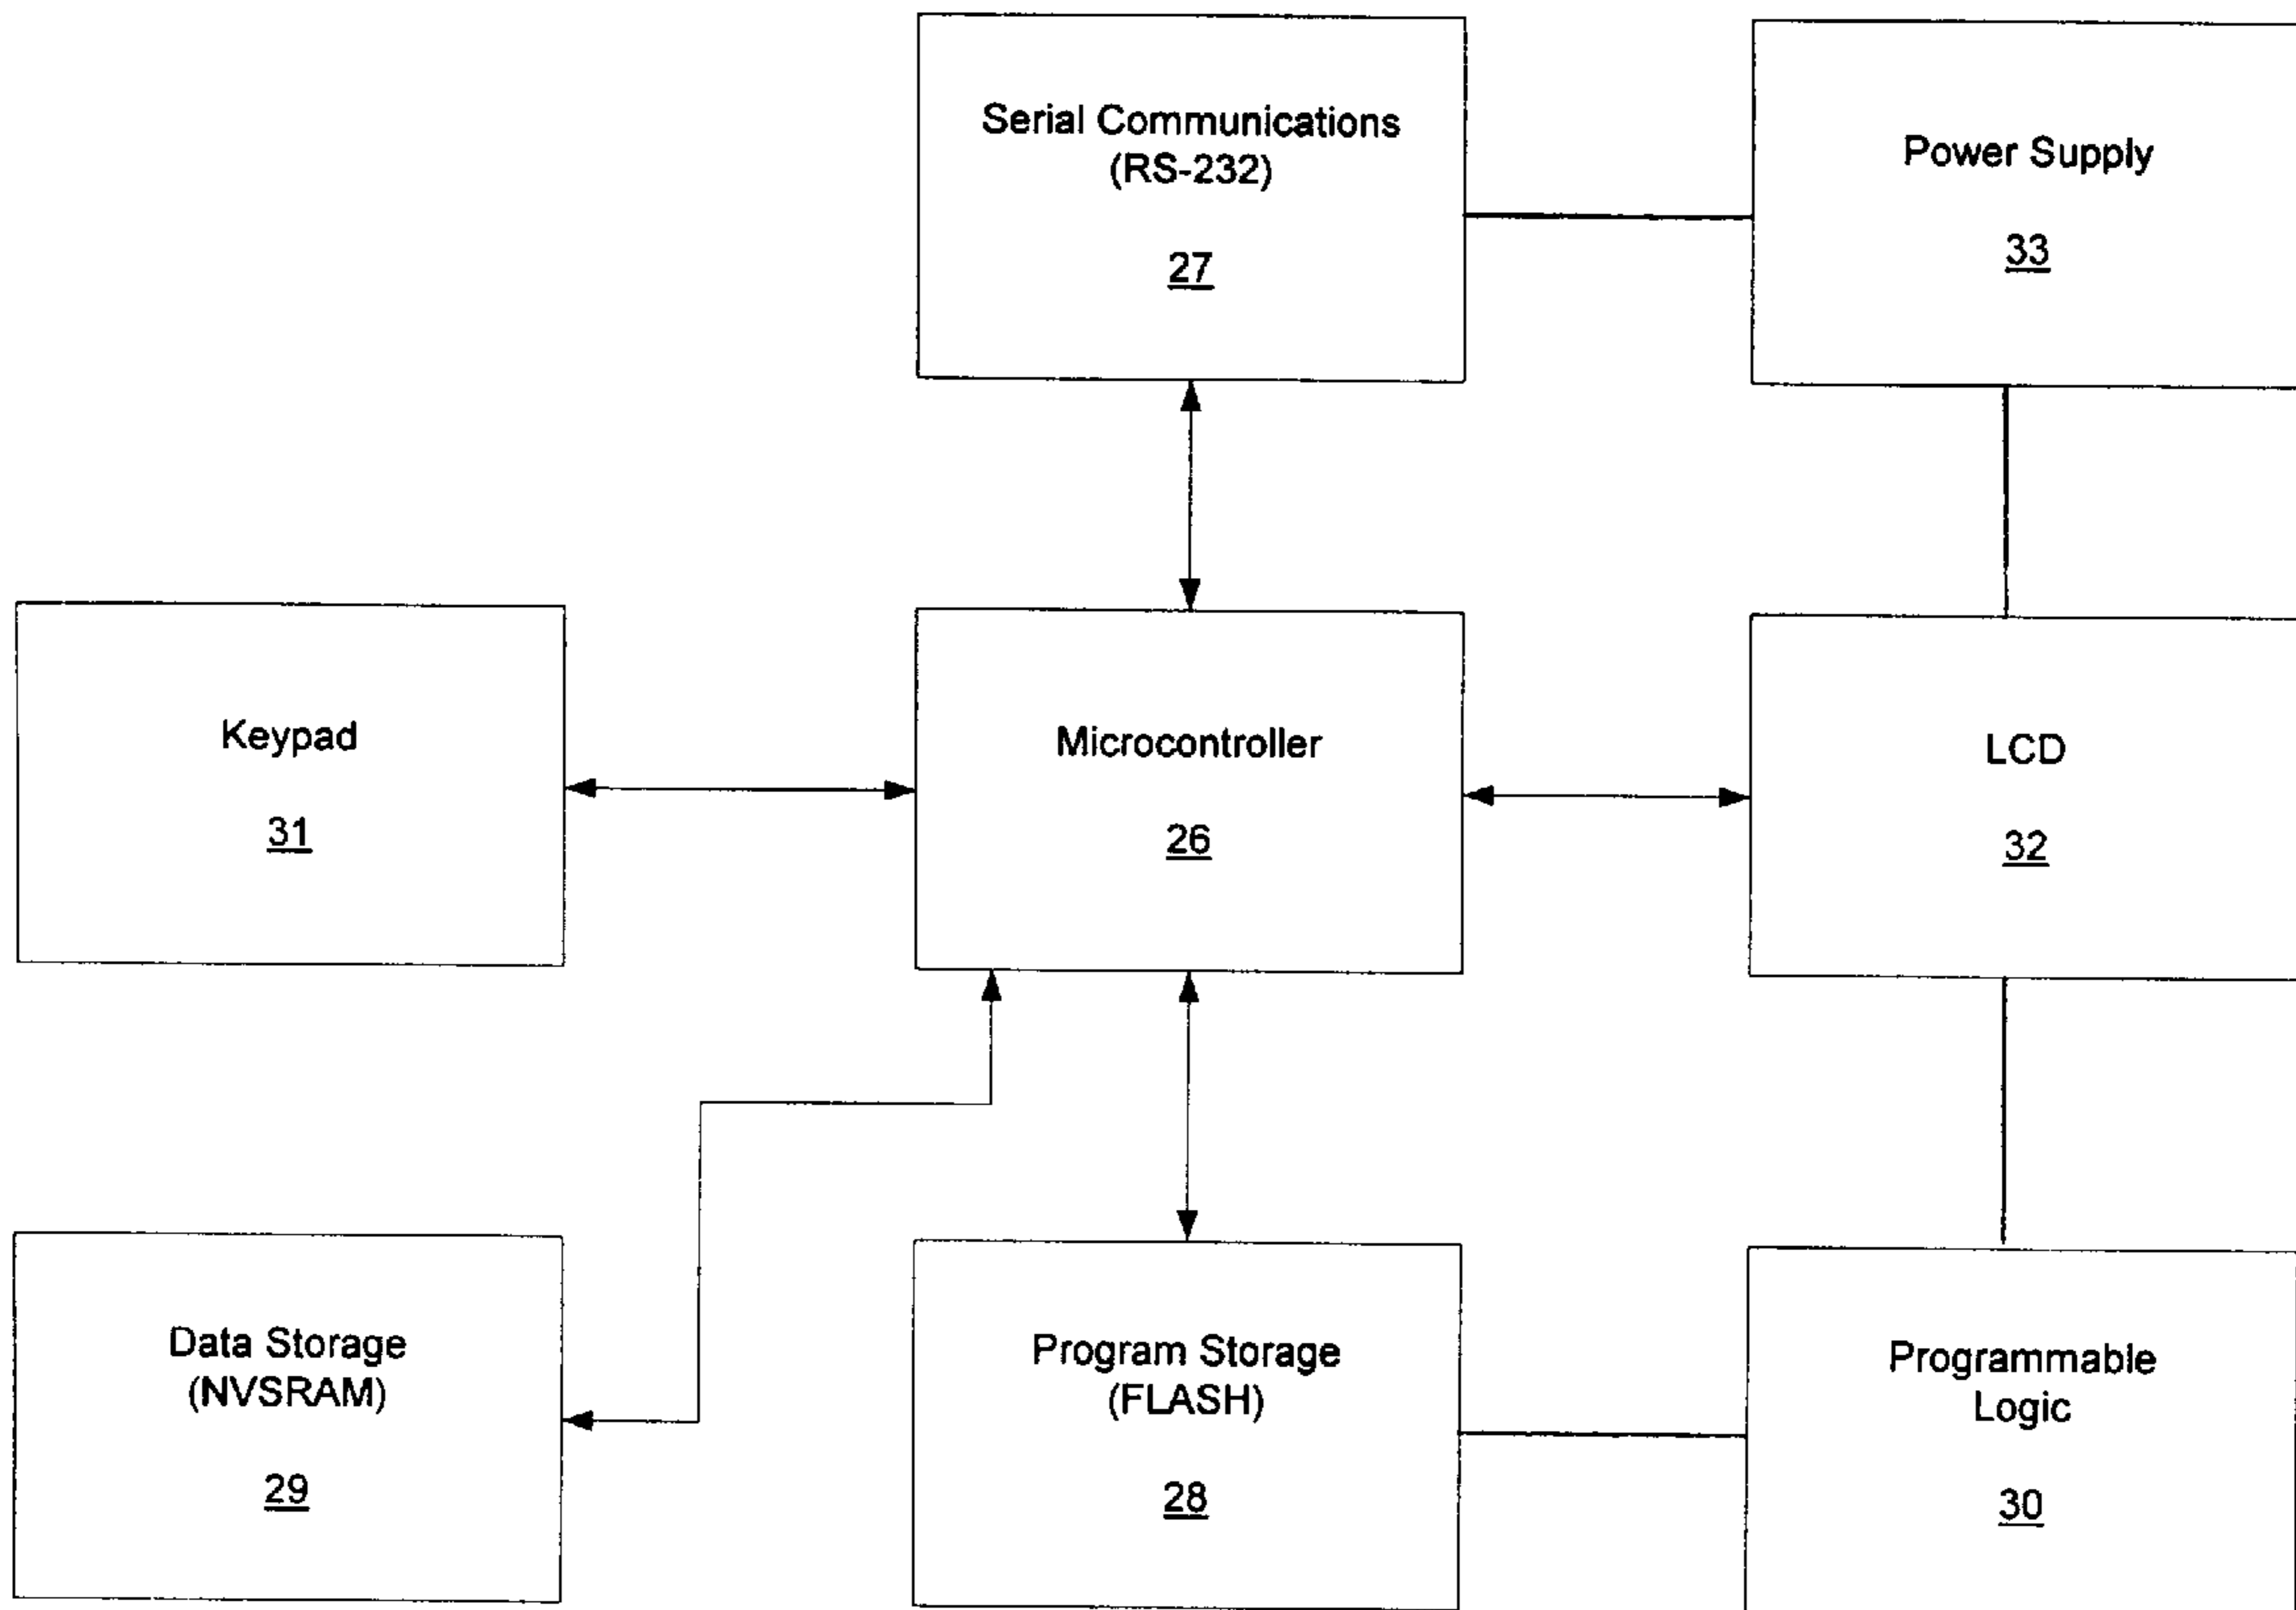 Serial Communications
(RS-232)
27
Power Supply
33
Keypad
31
Microcontroller
26
LCD
32
Data Storage
(NVSRAM)
29
Program Storage
(FLASH)
28
Programmable
Logic
30